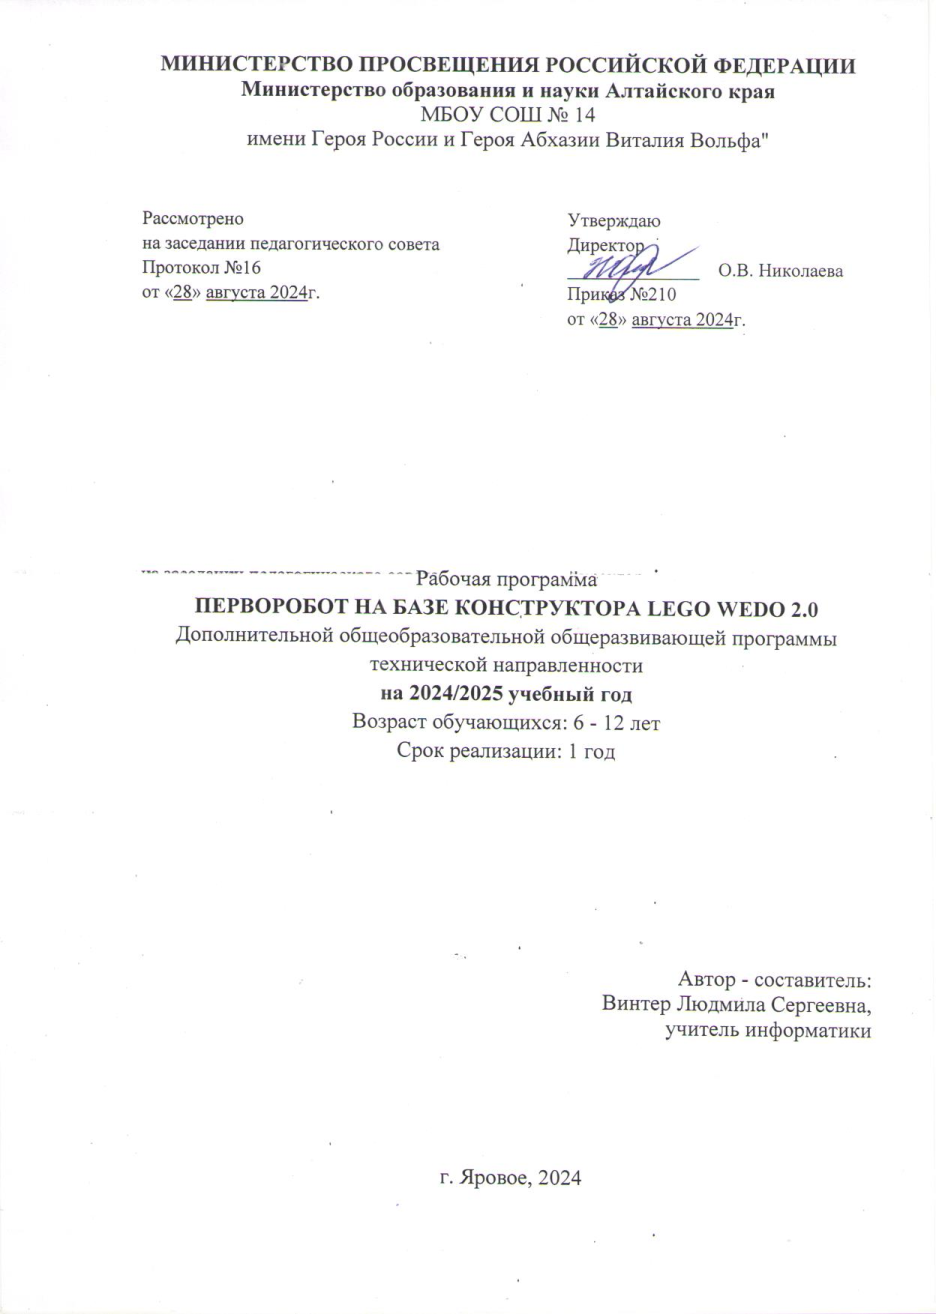 МИНИСТЕРСТВО ПРОСВЕЩЕНИЯ РОССИЙСКОЙ ФЕДЕРАЦИИ
Министерство образования и науки Алтайского края
МБОУ СОШ № 14
имени Героя России и Героя Абхазии Виталия Вольфа"
Рассмотрено
на заседании педагогического совета
Протокол №16
от «28» августа 2024г.
Утверждаю
Директор
О.В. Николаева
Приказ №210
от «28» августа 2024г.
Рабочая программа
ПЕРВОРОБОТ НА БАЗЕ КОНСТРУКТОРА LEGO WEDO 2.0
Дополнительной общеобразовательной общеразвивающей программы
технической направленности
на 2024/2025 учебный год
Возраст обучающихся: 6 - 12 лет
Срок реализации: 1 год
Автор - составитель:
Винтер Людмила Сергеевна,
учитель информатики
г. Яровое, 2024